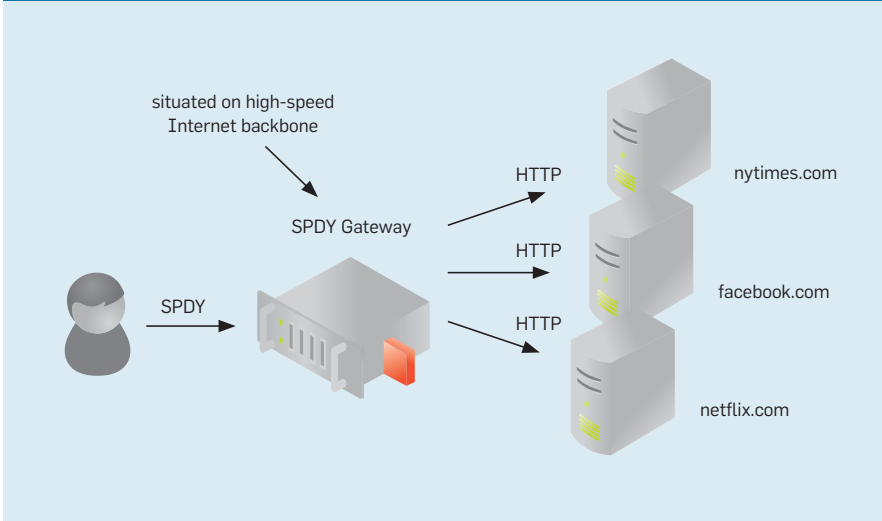 situated on high-speed
Internet backbone
HTTP
nytimes.com
SPDY Gateway
HTTP
SPDY
facebook.com
HTTP
netflix.com